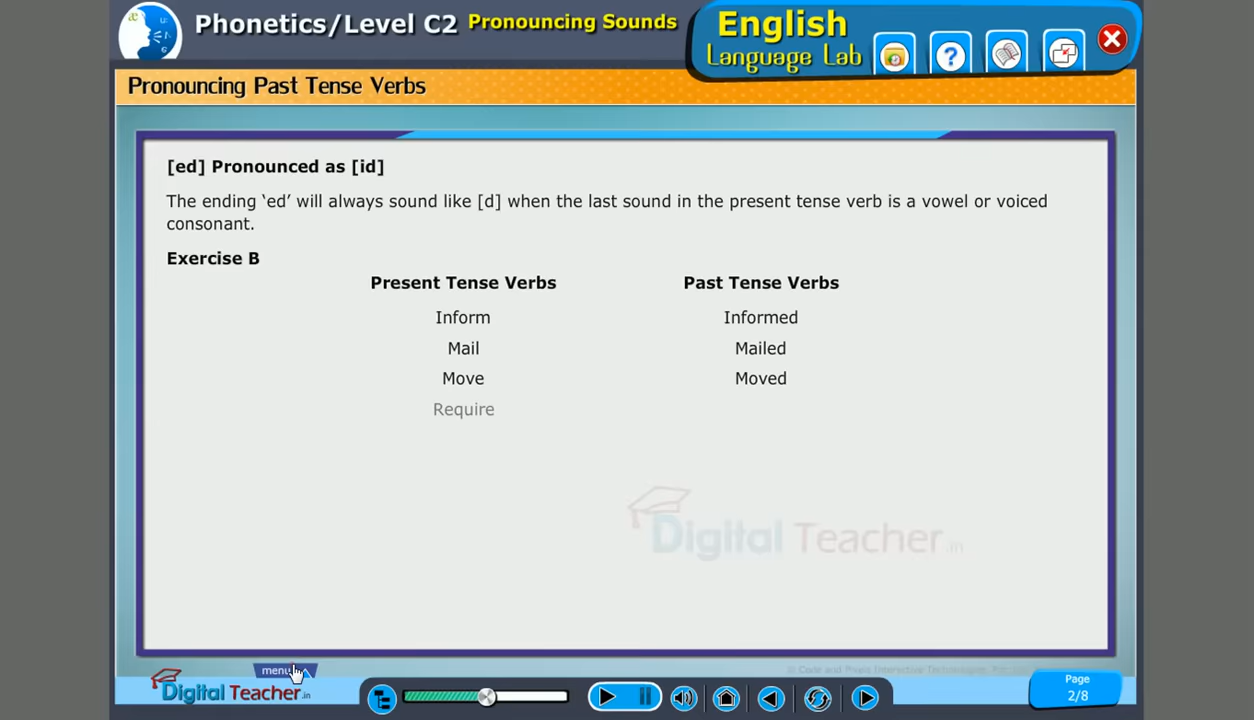 Phonetics/Level C2 Pronouncing Sounds
English
Language Lab
Pronouncing Past Tense Verbs
[ed] Pronounced as [id]
The ending ‘ed’ will always sound like [d] when the last sound in the present tense verb is a vowel or voiced
consonant.
Exercise B
Present Tense Verbs Past Tense Verbs
Inform Informed
Mail Mailed
Move Moved
Require
Digital Teacher.in
menu
Digital Teacher.in
Page
2/8